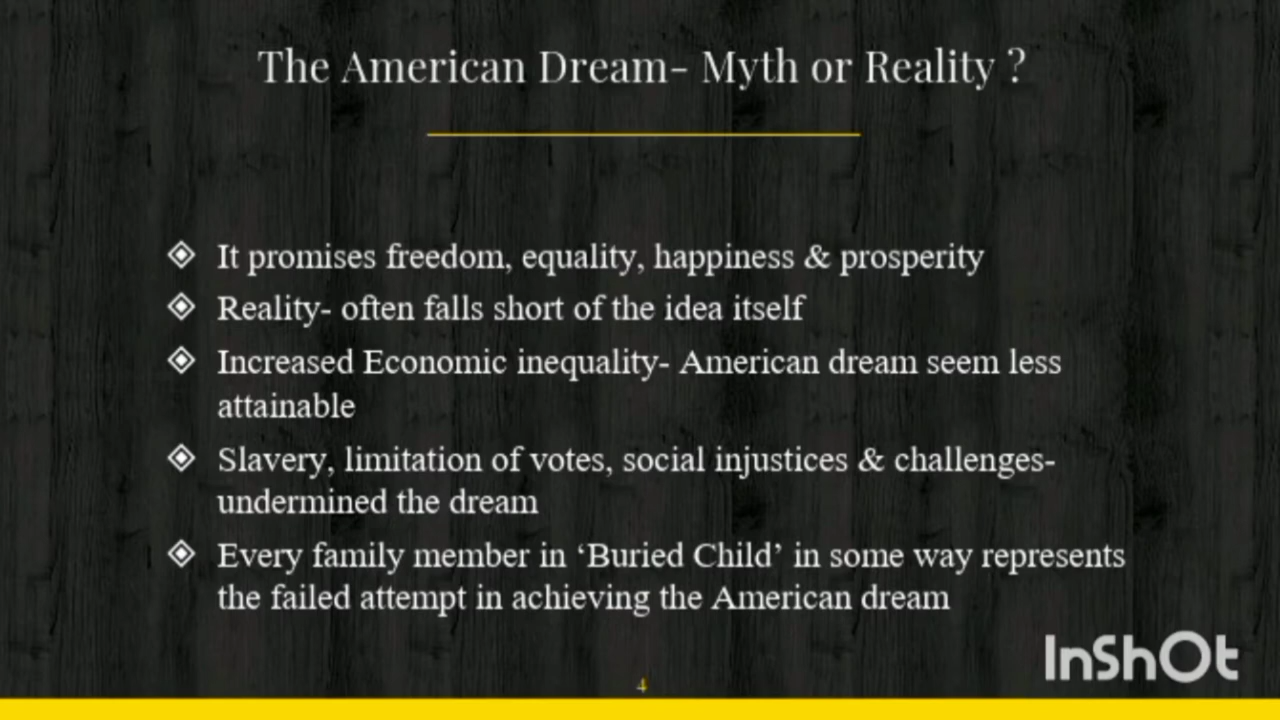 The American Dream- Myth or Reality ?
It promises freedom, equality, happiness & prosperity
Reality- often falls short of the idea itself
Increased Economic inequality- American dream seem less
attainable
Slavery, limitation of votes, social injustices & challenges-
undermined the dream
Every family member in ‘Buried Child’ in some way represents
the failed attempt in achieving the American dream
InShOt
4